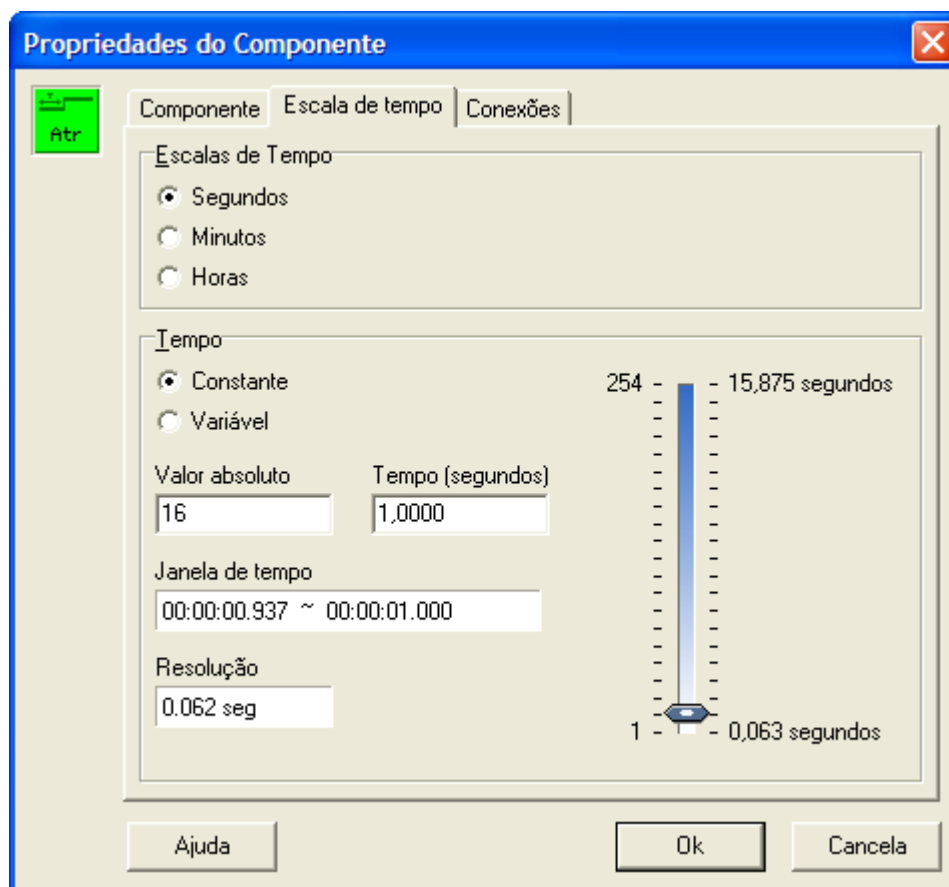 Propriedades do Componente
Atr
Componente Escala de tempo Conexões
Escalas de Tempo
Segundos
Minutos
Horas
Tempo
Constante
Variável
254 15,875 segundos
Valor absoluto Tempo (segundos)
16 1,0000
Janela de tempo
00:00:00.937 ~ 00:00:01.000
Resolução
0.062 seg
1 0,063 segundos
Ajuda Ok Cancela